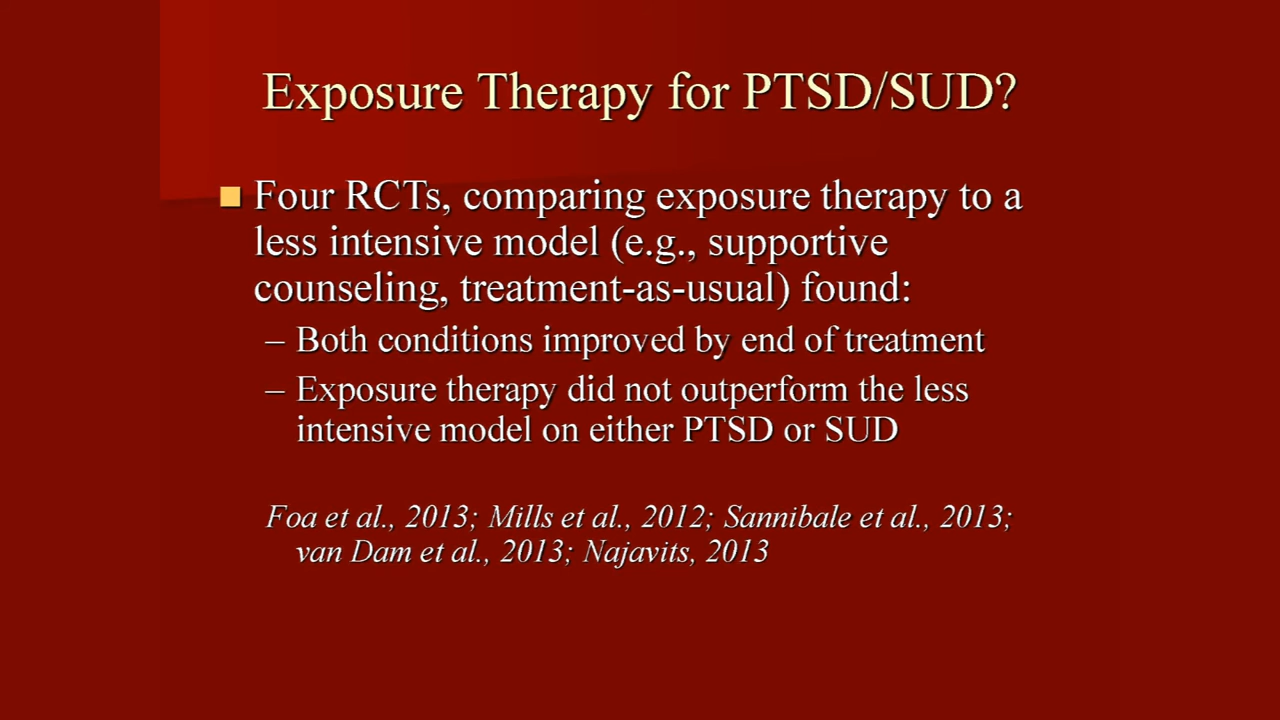 Exposure Therapy for PTSD/SUD?
Four RCTs, comparing exposure therapy to a
less intensive model (e.g., supportive
counseling, treatment-as-usual) found:
– Both conditions improved by end of treatment
– Exposure therapy did not outperform the less
intensive model on either PTSD or SUD
Foa et al., 2013; Mills et al., 2012; Sannibale et al., 2013;
van Dam et al., 2013; Najavits, 2013